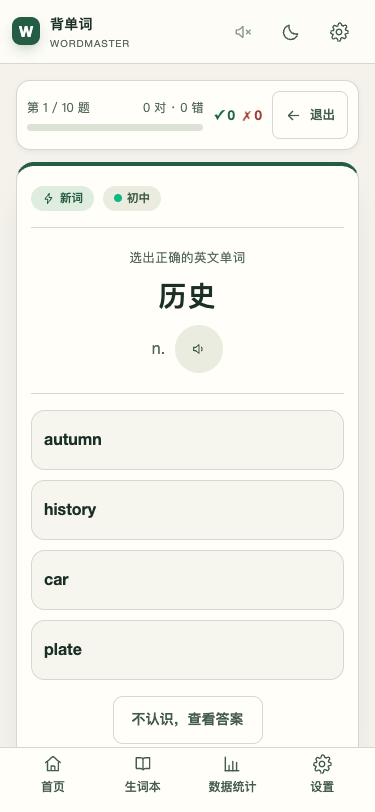 W
背单词
WORDMASTER
第 1 / 10 题
0 对 · 0 错
✓0 ✗0
← 退出
新词
初中
选出正确的英文单词
历史
n.
autumn
history
car
plate
不认识，查看答案
首页
生词本
数据统计
设置